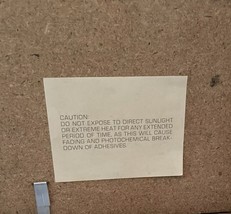 CAUTION:
DO NOT EXPOSE TO DIRECT SUNLIGHT
OR EXTREME HEAT FOR ANY EXTENDED
PERIOD OF TIME, AS THIS WILL CAUSE
FADING AND PHOTOCHEMICAL BREAK-
DOWN OF ADHESIVES.